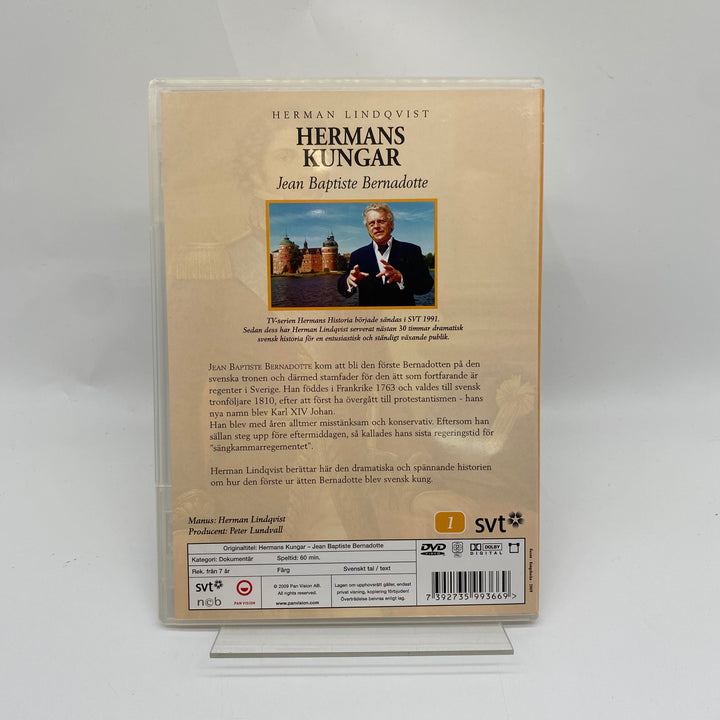 HERMAN LINDQVIST
HERMANS
KUNGAR
Jean Baptiste Bernadotte
TV-serien Hermans Historia började sändas i SVT 1991.
Sedan dess har Herman Lindqvist serverat nästan 30 timmar dramatisk
svensk historia för en entusiastisk och ständigt växande publik.
JEAN BAPTISTE BERNADOTTE kom att bli den förste Bernadotten på den
svenska tronen och därmed stamfader för den ätt som fortfarande är
regenter i Sverige. Han föddes i Frankrike 1763 och valdes till svensk
tronföljare 1810, efter att först ha övergått till protestantismen - hans
nya namn blev Karl XIV Johan.
Han blev med åren alltmer misstänksam och konservativ. Eftersom han
sällan steg upp före eftermiddagen, så kallades hans sista regeringstid för
"sängkammarregementet".
Herman Lindqvist berättar här den dramatiska och spännande historien
om hur den förste ur ätten Bernadotte blev svensk kung.
Manus: Herman Lindqvist
Producent: Peter Lundvall
1 svt
Originaltitel: Hermans Kungar - Jean Baptiste Bernadotte
Kategori: Dokumentär Speltid: 60 min.
Rek. från 7 år Färg Svenskt tal / text
svt
ncb
PAN VISION
© 2009 Pan Vision AB.
All rights reserved.
www.panvision.com
Lagen om upphovsrätt gäller, endast
privat visning, kopiering förbjuden!
Överträdelse beivras enligt lag.
DVD
VIDEO
DOLBY
DIGITAL
7 392735 993669 >